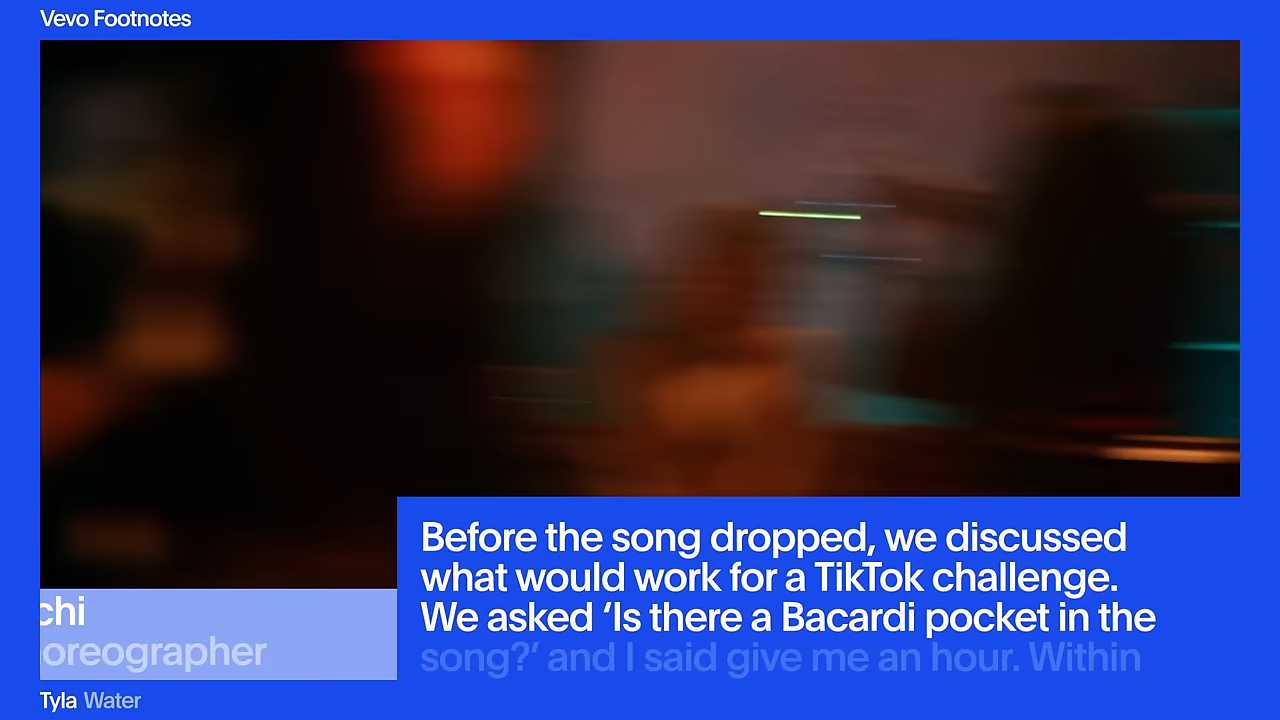 Vevo Footnotes
Before the song dropped, we discussed
what would work for a TikTok challenge.
We asked ‘Is there a Bacardi pocket in the
song?’ and I said give me an hour. Within
chi
oreographer
Tyla Water